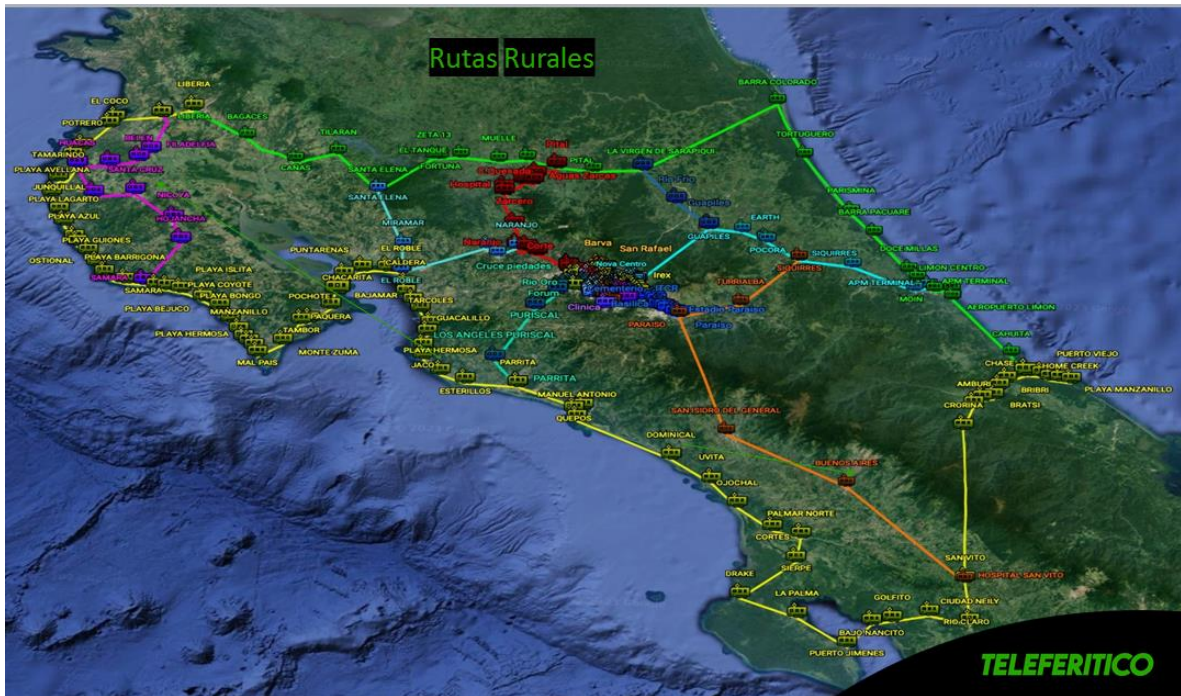 Rutas Rurales
LIBERIA
EL COCO
POTRERO
LIBERIA
BAGACES
BELEN
HUACAS
FILADELFIA
TAMARINDO
SANTA CRUZ
PLAYA AVELLANA
JUNQUILLAL
PLAYA LAGARTO
NICOYA
PLAYA AZUL
HOJANCHA
PLAYA GUIONES
OSTIONAL
PLAYA BARRIGONA
SAMARA
SAMARA
PLAYA ISLITA
PLAYA COYOTE
PLAYA BONGO
PLAYA BEJUCO
MANZANILLO
PLAYA HERMOSA
MAL PAIS
MONTE ZUMA
TAMBOR
PAQUERA
POCHOTE
CAÑAS
TILARAN
SANTA ELENA
SANTA ELENA
ZETA 13
EL TANQUE
FORTUNA
MUELLE
Pital
PITAL
C.Quesada
Aguas Zarcas
Hospital
Zarcero
NARANJO
Naranjo
Corte
MIRAMAR
PUNTARENAS
EL ROBLE
CALDERA
CHACARITA
EL ROBLE
BAJAMAR
TARCOLES
GUACALILLO
PLAYA HERMOSA
JACO
ESTERILLOS
LA VIRGEN DE SARAPIQUI
Rio Frio
Guapiles
GUAPILES
EARTH
POCORA
SIQUIRRES
SIQUIRRES
TURRIALBA
BARRA COLORADO
TORTUGUERO
PARISMINA
BARRA PACUARE
DOCE MILLAS
LIMON CENTRO
APM TERMINAL
APM TERMINAL
MOIN
AEROPUERTO LIMON
CAHUITA
PUERTO VIEJO
CHASE
HOME CREEK
AMBURI
BRIBRI
PLAYA MANZANILLO
CRORINA
BRATSI
Barva
San Rafael
Cruce piedades
Nova Centro
Irex
Rio Oro
TECR
Forum
Clinica
Basilica
Estadio Paraiso
PURISCAL
PARAISO
Paraiso
LOS ANGELES PURISCAL
PARRITA
PARRITA
MANUEL ANTONIO
QUEPOS
SAN ISIDRO DEL GENERAL
DOMINICAL
UVITA
BUENOS AIRES
OJOCHAL
PALMAR NORTE
CORTES
SIERPE
DRAKE
LA PALMA
SAN VITO
HOSPITAL SAN VITO
GOLFITO
CIUDAD NEILY
RIO CLARO
BAJO NANCITO
PUERTO JIMENES
TELEFERITICO